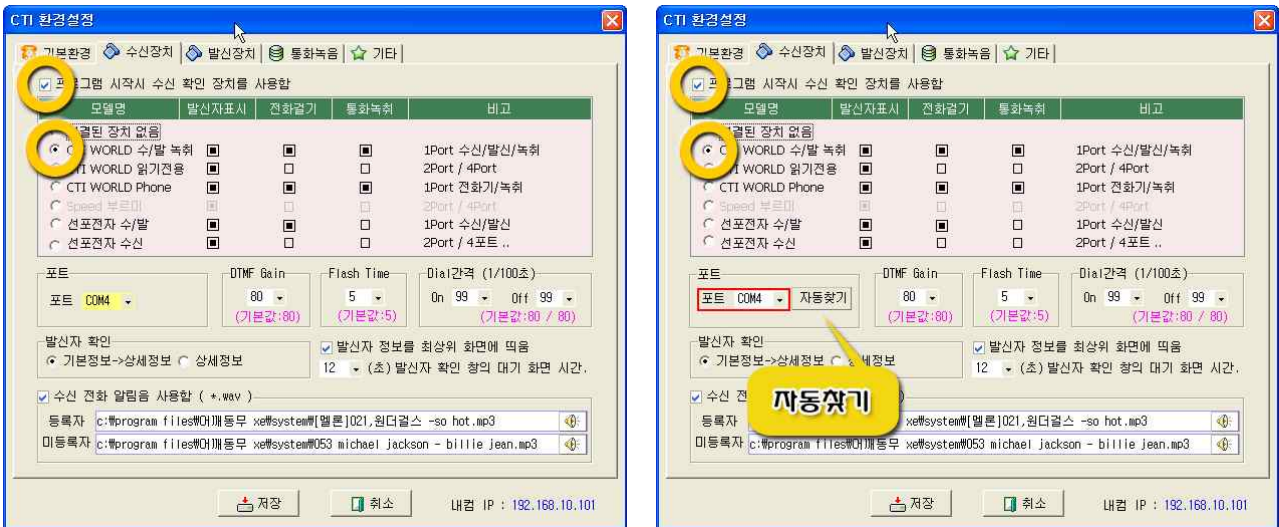 CTI 환경설정
기본환경 수신장치 발신장치 통화녹음 기타
프로그램 시작시 수신 확인 장치를 사용함
모델명 발신자표시 전화걸기 통화녹취 비고
연결된 장치 없음
CTI WORLD 수/발 녹취 1Port 수신/발신/녹취
CTI WORLD 읽기전용 2Port / 4Port
CTI WORLD Phone 1Port 전화기/녹취
Speed 부르미 2Port / 4Port
선포전자 수/발 1Port 수신/발신
선포전자 수신 2Port / 4포트 ..
포트 DTMF Gain Flash Time Dial간격 (1/100초)
포트 COM4 80 5 On 99 Off 99
(기본값:80) (기본값:5) (기본값:80 / 80)
발신자 확인 발신자 정보를 최상위 화면에 띄움
기본정보->상세정보 상세정보 12 (초) 발신자 확인 창의 대기 화면 시간.
수신 전화 알림음 사용함 ( *.wav )
등록자 c:₩program files₩어깨동무 xe₩system₩[멜론]021,원더걸스 -so hot.mp3
미등록자 c:₩program files₩어깨동무 xe₩system₩053 michael jackson - billie jean.mp3
저장 취소 내컴 IP : 192.168.10.101
CTI 환경설정
기본환경 수신장치 발신장치 통화녹음 기타
프로그램 시작시 수신 확인 장치를 사용함
모델명 발신자표시 전화걸기 통화녹취 비고
연결된 장치 없음
CTI WORLD 수/발 녹취 1Port 수신/발신/녹취
CTI WORLD 읽기전용 2Port / 4Port
CTI WORLD Phone 1Port 전화기/녹취
Speed 부르미 2Port / 4Port
선포전자 수/발 1Port 수신/발신
선포전자 수신 2Port / 4포트 ..
포트 DTMF Gain Flash Time Dial간격 (1/100초)
포트 COM4 자동찾기 80 5 On 99 Off 99
(기본값:80) (기본값:5) (기본값:80 / 80)
발신자 확인 발신자 정보를 최상위 화면에 띄움
기본정보->상세정보 상세정보 12 (초) 발신자 확인 창의 대기 화면 시간.
자동찾기
수신 전
등록자 c:₩program files₩어깨동무 xe₩system₩[멜론]021,원더걸스 -so hot.mp3
미등록자 c:₩program files₩어깨동무 xe₩system₩053 michael jackson - billie jean.mp3
저장 취소 내컴 IP : 192.168.10.101